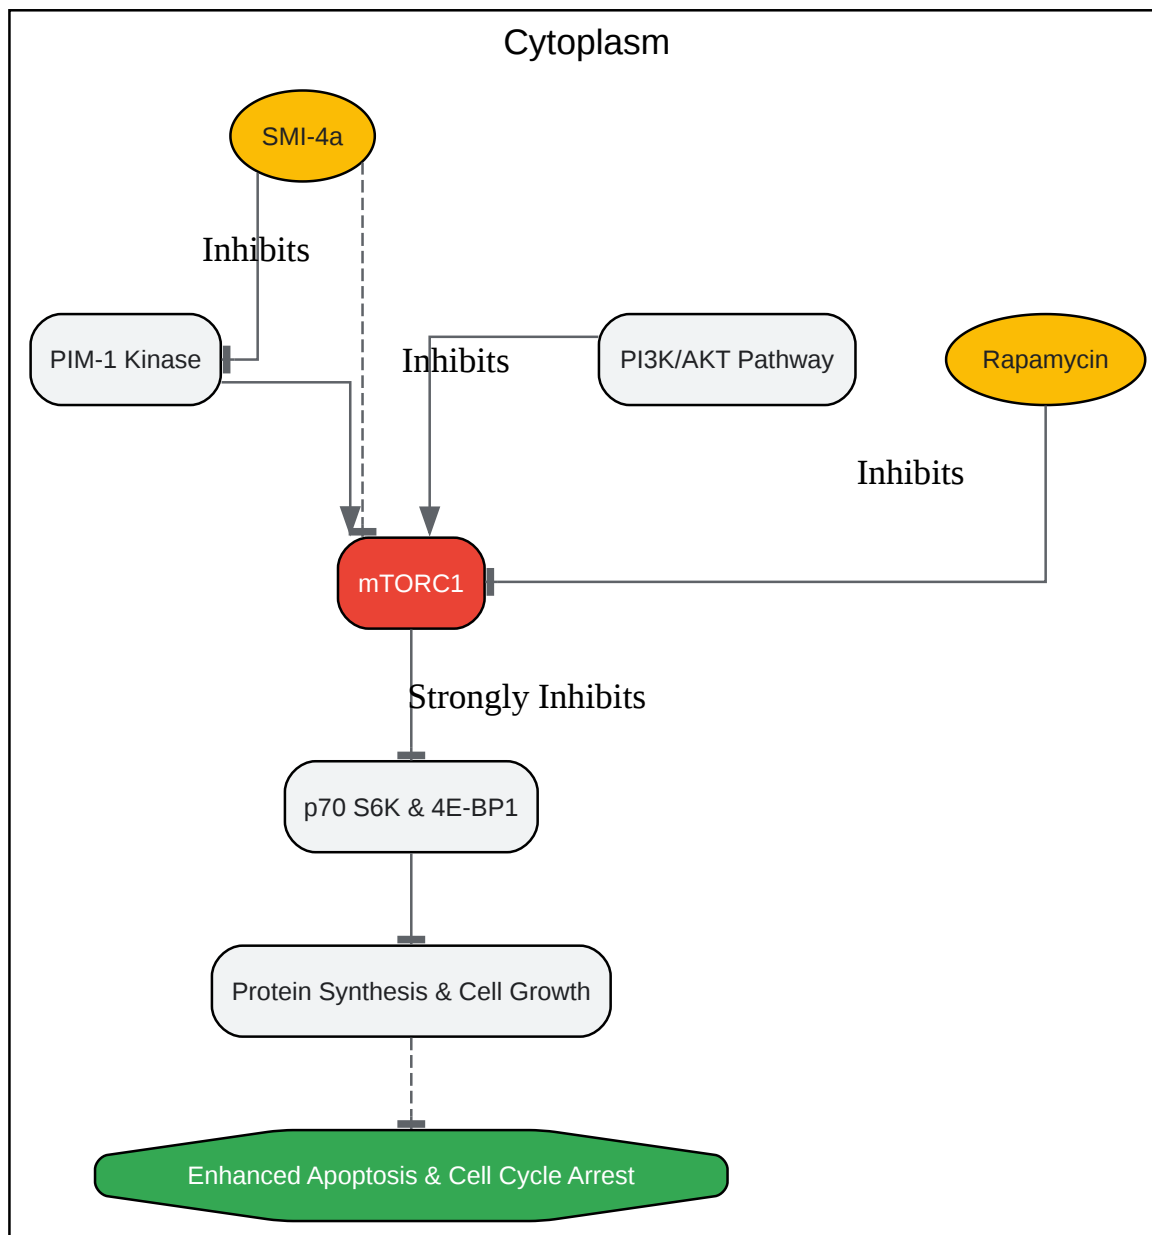 Cytoplasm
SMI-4a
Inhibits
PIM-1 Kinase
Inhibits
PI3K/AKT Pathway
Rapamycin
Inhibits
mTORC1
Strongly Inhibits
p70 S6K & 4E-BP1
Protein Synthesis & Cell Growth
Enhanced Apoptosis & Cell Cycle Arrest